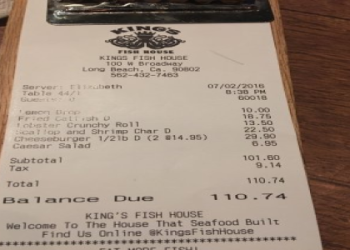 KING'S
FISH HOUSE
KINGS FISH HOUSE
100 W Broadway
Long Beach, Ca. 90802
562-432-7463
Server: Elizabeth 07/02/2016
Table 44/1 8:38 PM
60018
Lemon Drop 10.00
Fried Catfish D 18.75
Lobster Crunchy Roll 13.50
Scallop and Shrimp Char D 22.50
Cheeseburger 1/2lb D (2 @14.95) 29.90
Caesar Salad 6.95
Subtotal 101.60
Tax 9.14
Total 110.74
Balance Due 110.74
KING'S FISH HOUSE
Welcome To The House That Seafood Built
Find Us Online @KingsFishHouse